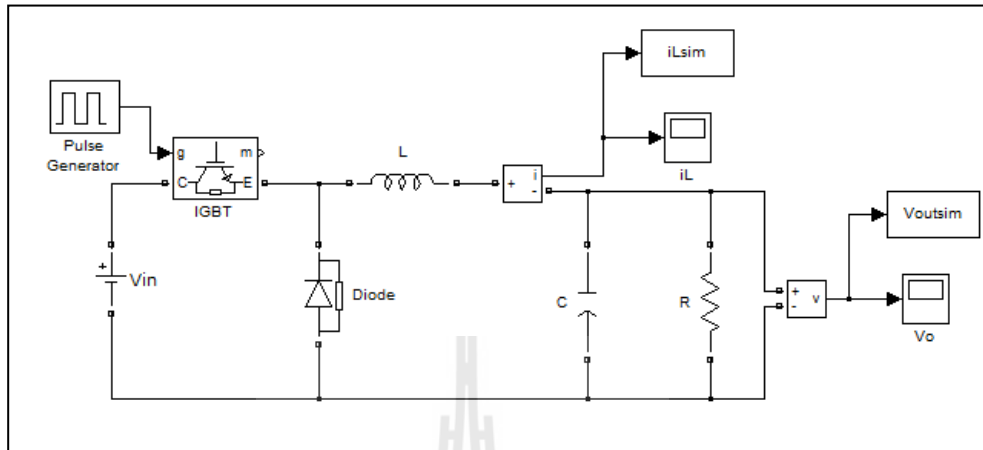 iLsim
Pulse
Generator
g
m
C
E
IGBT
L
+
i
-
iL
Voutsim
+
Vin
Diode
C
R
+
-
v
Vo